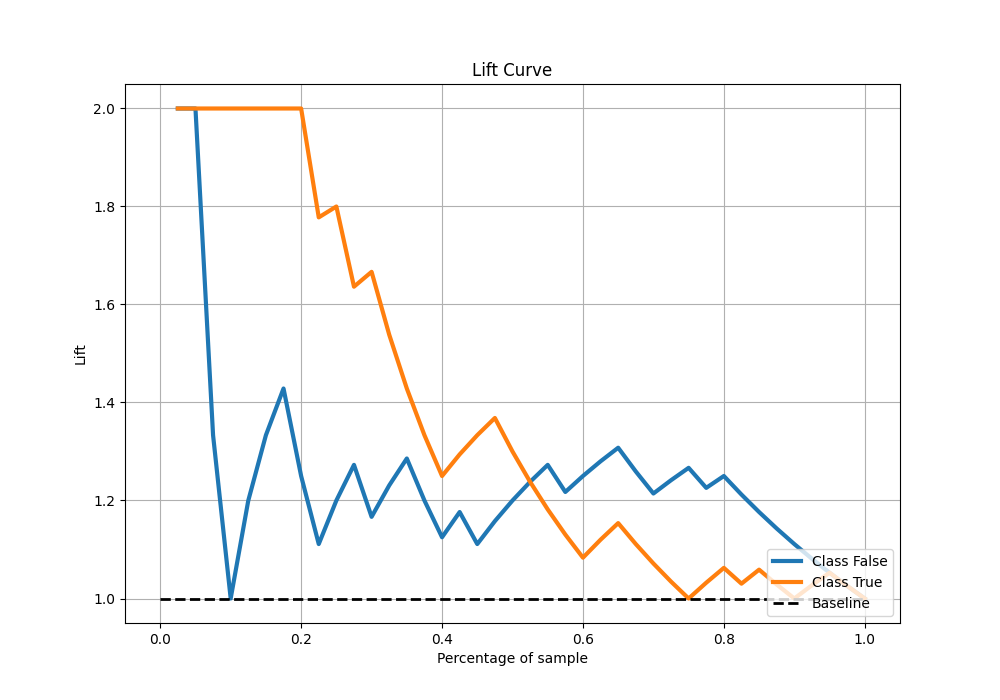 Lift Curve
Lift
2.0
1.8
1.6
1.4
1.2
1.0
0.0 0.2 0.4 0.6 0.8 1.0
Percentage of sample
Class False
Class True
Baseline